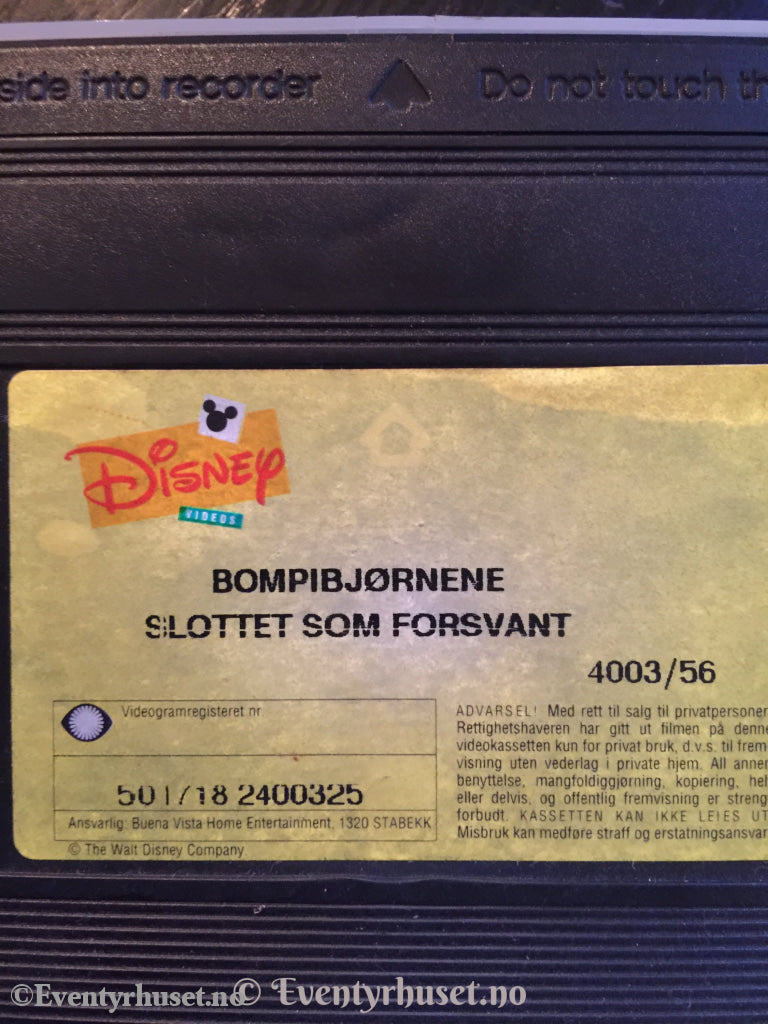 side into recorder Do not touch th
DISNEY
VIDEOS
BOMPIBJØRNENE
SLOTTET SOM FORSVANT
4003/56
Videogramregisteret nr.
501/18 2400325
Ansvarlig: Buena Vista Home Entertainment, 1320 STABEKK
© The Walt Disney Company
ADVARSEL! Med rett til salg til privatpersoner
Rettighetshaveren har gitt ut filmen på denne
videokassetten kun for privat bruk, d.v.s. til frem
visning uten vederlag i private hjem. All annen
benyttelse, mangfoldiggjøring, kopiering, hel
eller delvis, og offentlig fremvisning er streng
forbudt. KASSETTEN KAN IKKE LEIES UT
Misbruk kan medføre straff og erstatningsansvar
©Eventyrhuset.no
© Eventyrhuset.no